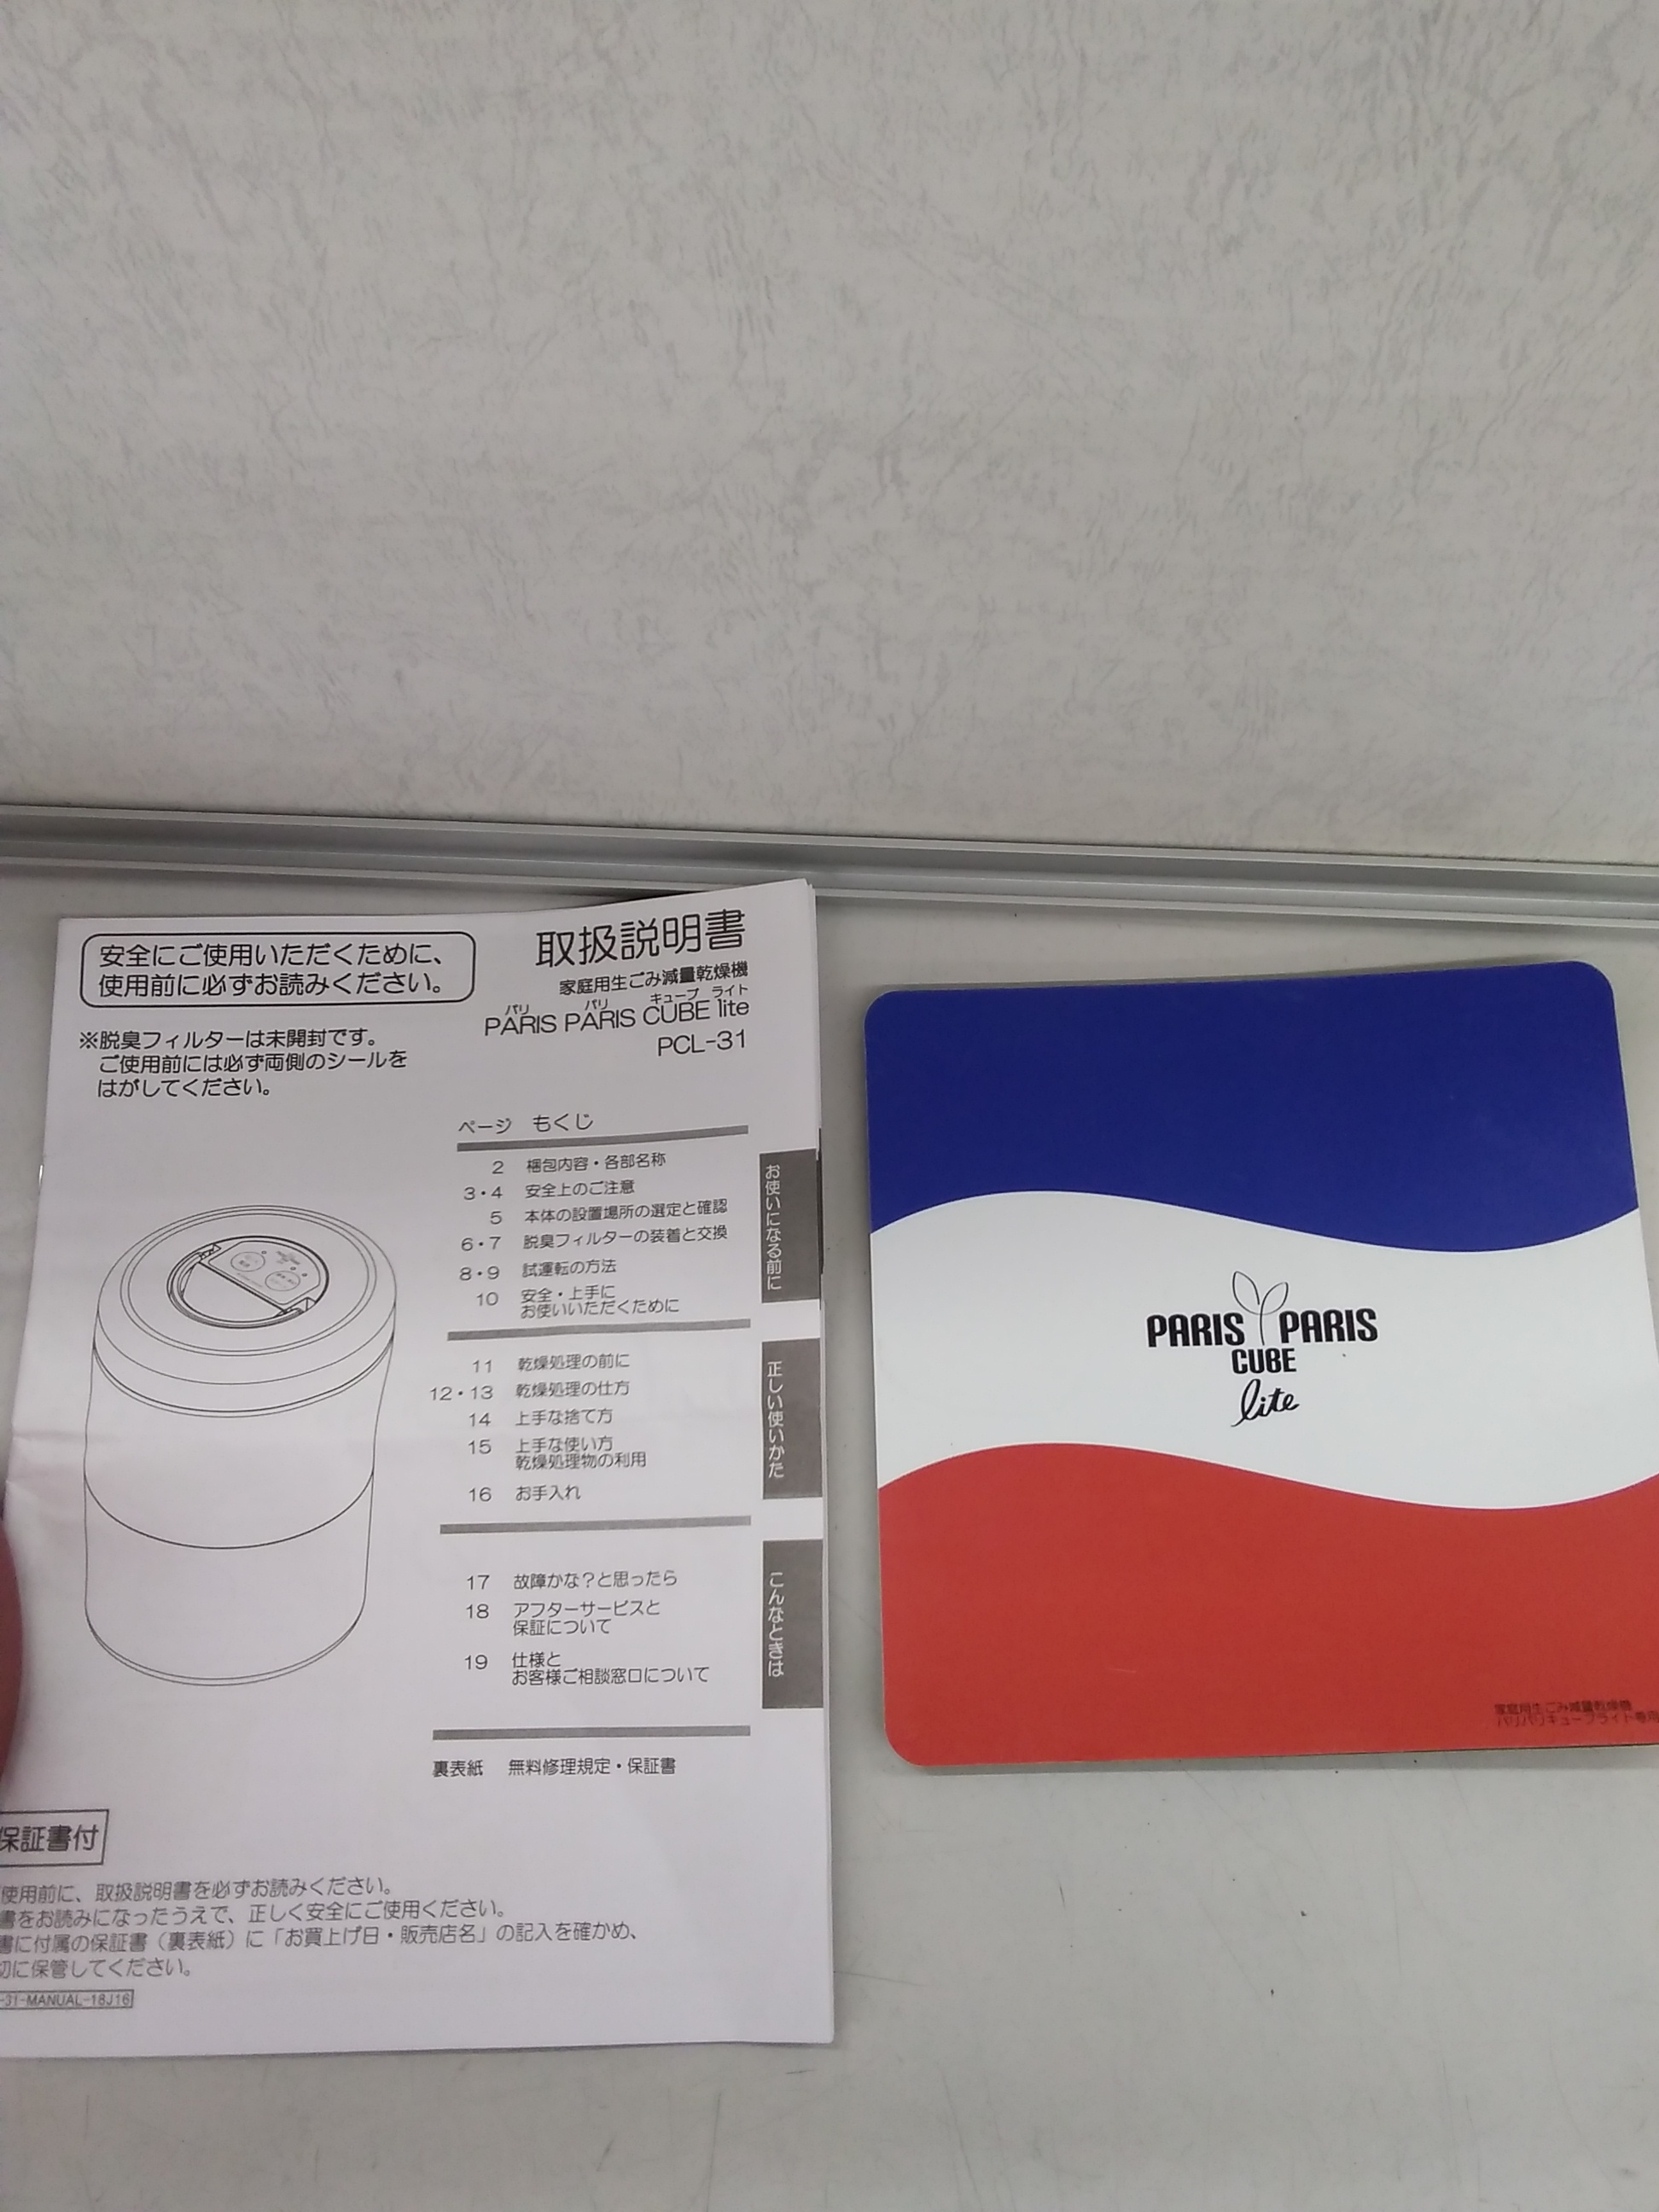 安全にご使用いただくために、
使用前に必ずお読みください。
※脱臭フィルターは未開封です。
ご使用前には必ず両側のシールを
はがしてください。
取扱説明書
家庭用生ごみ減量乾燥機
パリ パリ キューブ ライト
PARIS PARIS CUBE lite
PCL-31
ページ もくじ
2 梱包内容・各部名称
3・4 安全上のご注意
5 本体の設置場所の選定と確認
6・7 脱臭フィルターの装着と交換
8・9 試運転の方法
10 安全・上手に
お使いいただくために
お使いになる前に
11 乾燥処理の前に
12・13 乾燥処理の仕方
14 上手な捨て方
15 上手な使い方
乾燥処理物の利用
16 お手入れ
正しい使いかた
17 故障かな?と思ったら
18 アフターサービスと
保証について
19 仕様と
お客様ご相談窓口について
こんなときは
裏表紙 無料修理規定・保証書
保証書付
使用前に、取扱説明書を必ずお読みください。
書をお読みになったうえで、正しく安全にご使用ください。
書に付属の保証書（裏表紙）に「お買上げ日・販売店名」の記入を確かめ、
切に保管してください。
-31-MANUAL-18J16
PARIS PARIS
CUBE
lite
家庭用生ごみ減量乾燥機
パリパリキューブライト専用